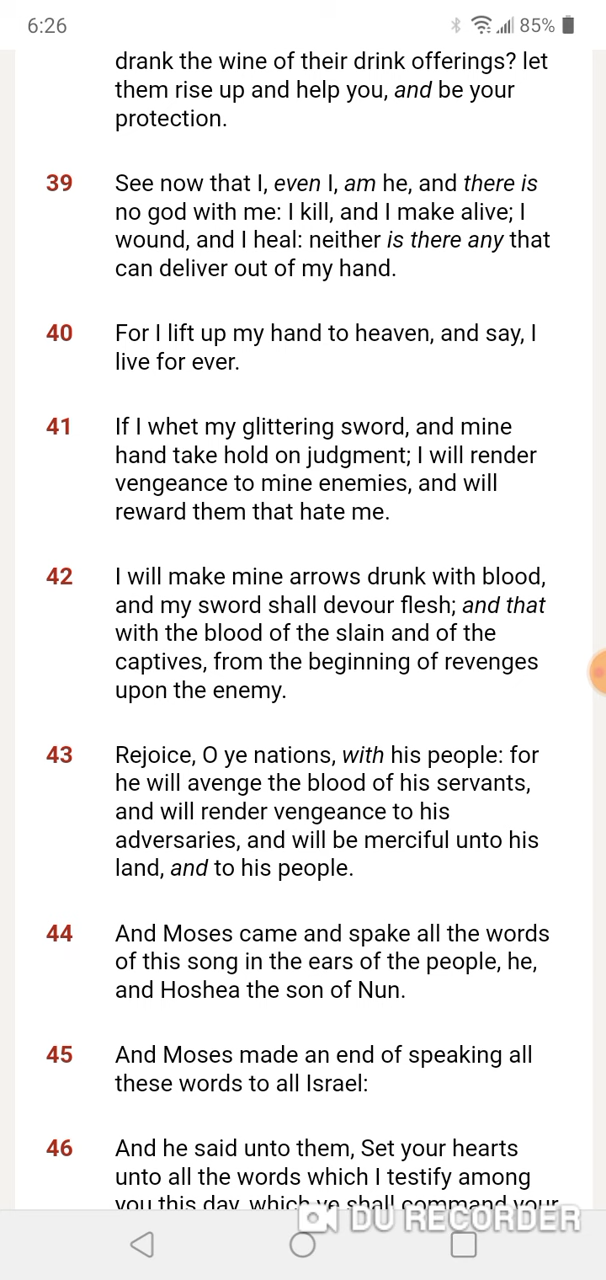 6:26 85%
drank the wine of their drink offerings? let
them rise up and help you, and be your
protection.
39 See now that I, even I, am he, and there is
no god with me: I kill, and I make alive; I
wound, and I heal: neither is there any that
can deliver out of my hand.
40 For I lift up my hand to heaven, and say, I
live for ever.
41 If I whet my glittering sword, and mine
hand take hold on judgment; I will render
vengeance to mine enemies, and will
reward them that hate me.
42 I will make mine arrows drunk with blood,
and my sword shall devour flesh; and that
with the blood of the slain and of the
captives, from the beginning of revenges
upon the enemy.
43 Rejoice, O ye nations, with his people: for
he will avenge the blood of his servants,
and will render vengeance to his
adversaries, and will be merciful unto his
land, and to his people.
44 And Moses came and spake all the words
of this song in the ears of the people, he,
and Hoshea the son of Nun.
45 And Moses made an end of speaking all
these words to all Israel:
46 And he said unto them, Set your hearts
unto all the words which I testify among
you this day, which ye shall command your
DU RECORDER